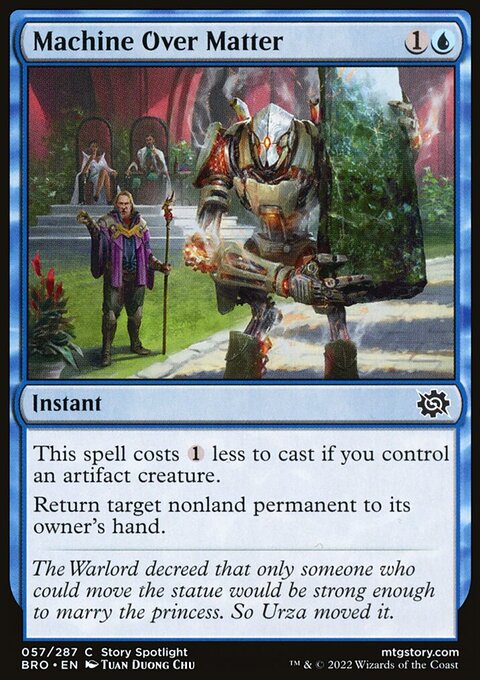 Machine Over Matter 1
Instant
This spell costs 1 less to cast if you control
an artifact creature.
Return target nonland permanent to its
owner's hand.
The Warlord decreed that only someone who
could move the statue would be strong enough
to marry the princess. So Urza moved it.
057/287 C Story Spotlight mtgstory.com
BRO • EN Tuan Duong Chu ™ & © 2022 Wizards of the Coast